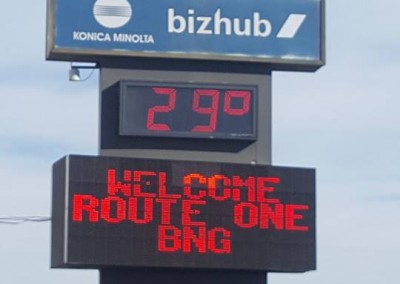 KONICA MINOLTA
bizhub
29°
WELCOME
ROUTE ONE
BNG